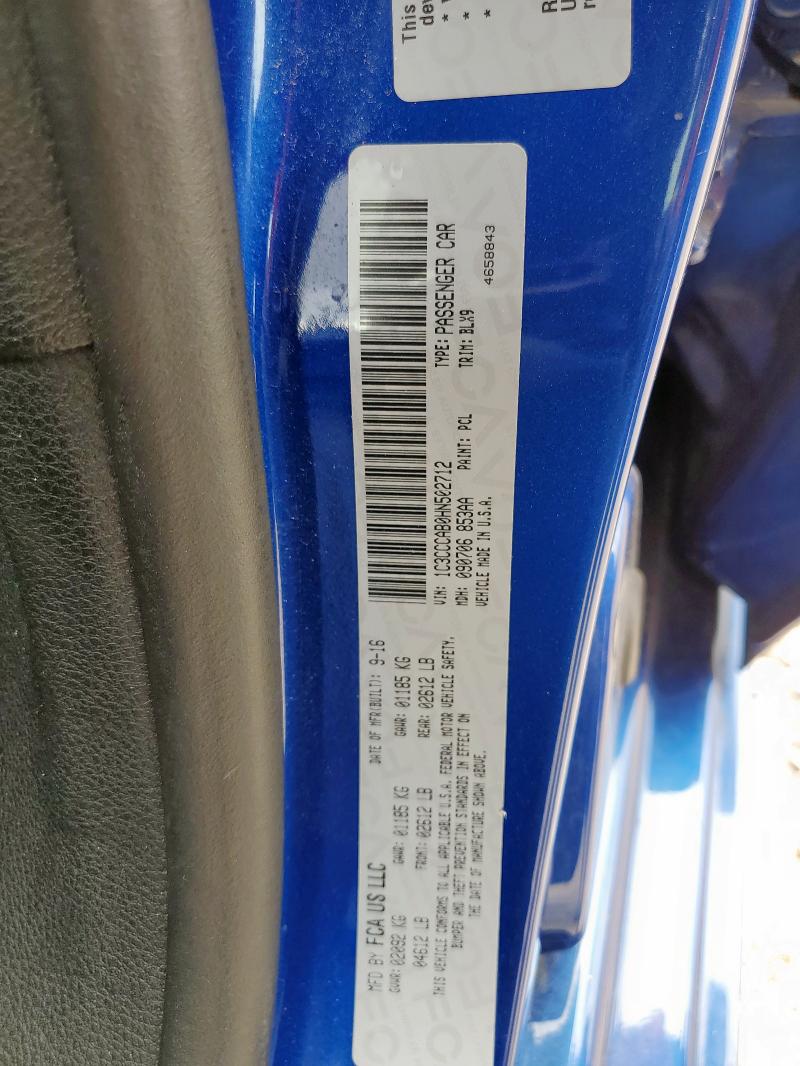 MFD BY FCA US LLC
DATE OF MFR(BUILT): 9-16
GVWR: 02092 KG
GAWR: 01185 KG
GAWR: 01185 KG
04612 LB
FRONT: 02612 LB
REAR: 02612 LB
THIS VEHICLE CONFORMS TO ALL APPLICABLE U.S.A. FEDERAL MOTOR VEHICLE SAFETY,
BUMPER AND THEFT PREVENTION STANDARDS IN EFFECT ON
THE DATE OF MANUFACTURE SHOWN ABOVE.
VIN: 1C3CCCAB0HN502712
TYPE: PASSENGER CAR
MDH: 090706 853AA
PAINT: PCL
TRIM: BLX9
VEHICLE MADE IN U.S.A.
4658843
This